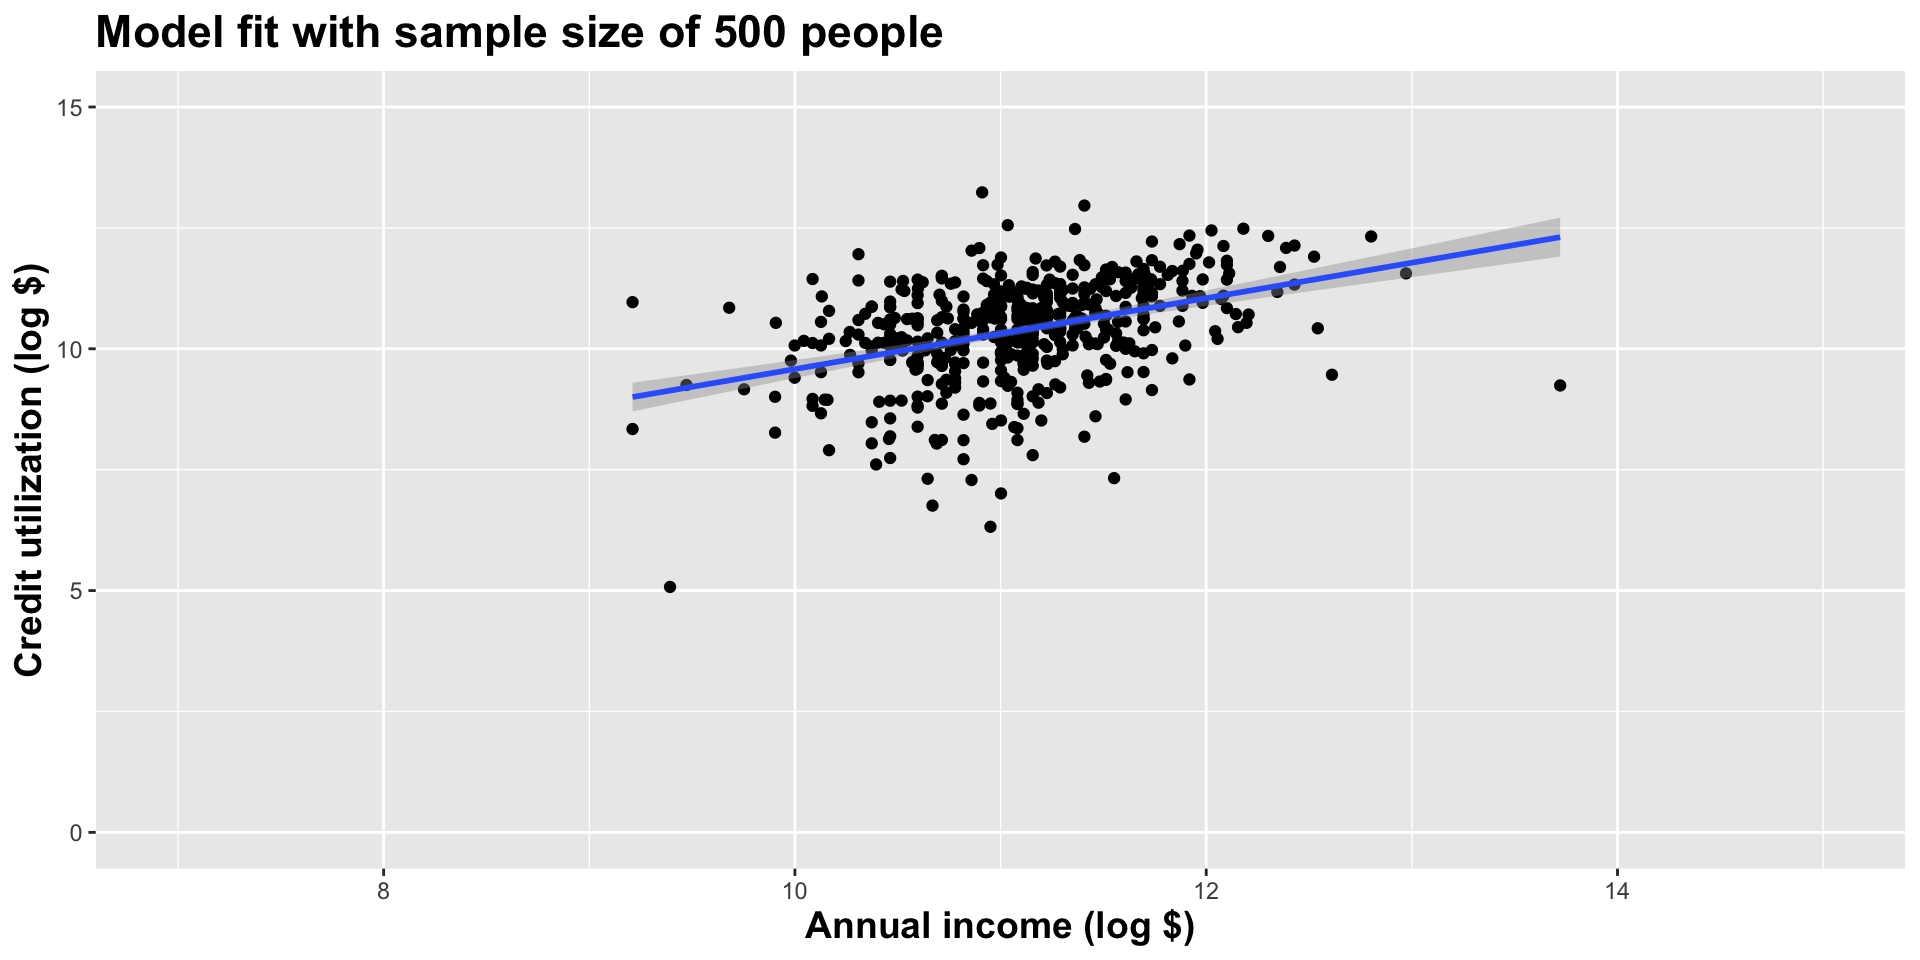 Model fit with sample size of 500 people
15
10
5
0
Credit utilization (log $)
8
10
12
14
Annual income (log $)